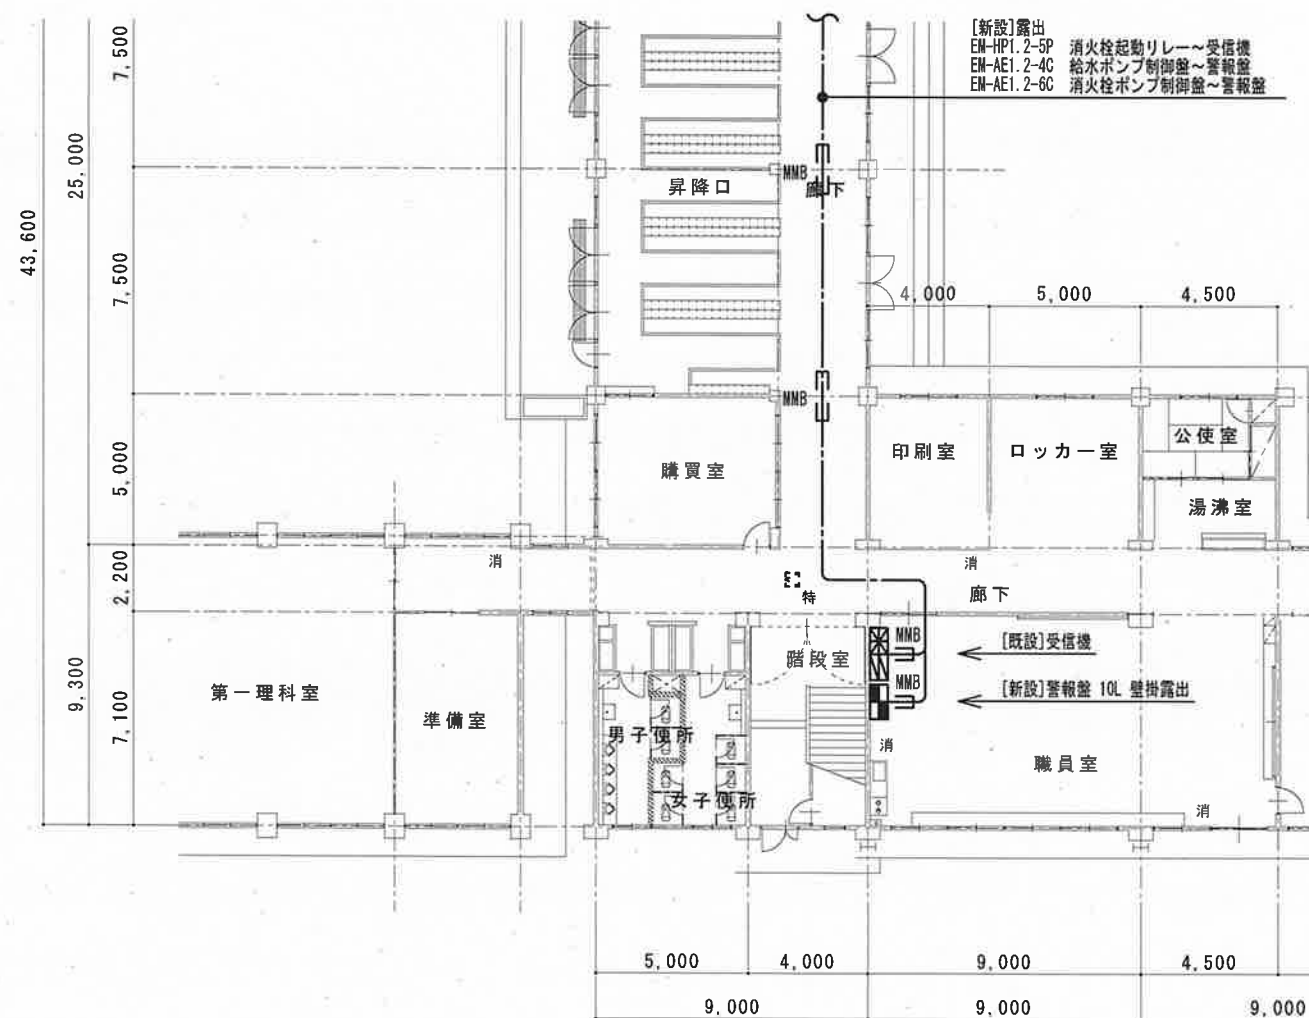 [新設]露出
EM-HP1.2-5P 消火栓起動リレー～受信機
EM-AE1.2-4C 給水ポンプ制御盤～警報盤
EM-AE1.2-6C 消火栓ポンプ制御盤～警報盤
7,500
25,000
43,600
MMB
昇降口
廊下
7,500
4,000
5,000
4,500
MMB
5,000
購買室
印刷室
ロッカー室
公使室
湯沸室
2,200
消
消
特
廊下
MMB
[既設]受信機
階段室
9,300
7,100
第一理科室
準備室
MMB
[新設]警報盤 10L 壁掛露出
男子便所
消
職員室
女子便所
消
5,000
4,000
9,000
4,500
9,000
9,000
9,000